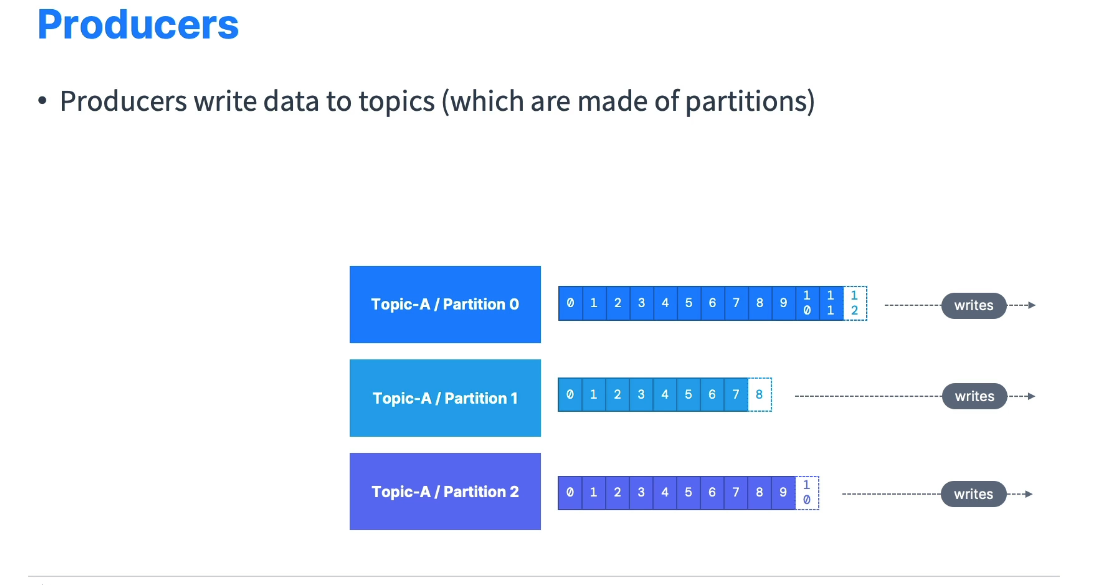 Producers
• Producers write data to topics (which are made of partitions)
Topic-A / Partition 0
0 1 2 3 4 5 6 7 8 9 10 11 12
writes
Topic-A / Partition 1
0 1 2 3 4 5 6 7 8
writes
Topic-A / Partition 2
0 1 2 3 4 5 6 7 8 9 10
writes